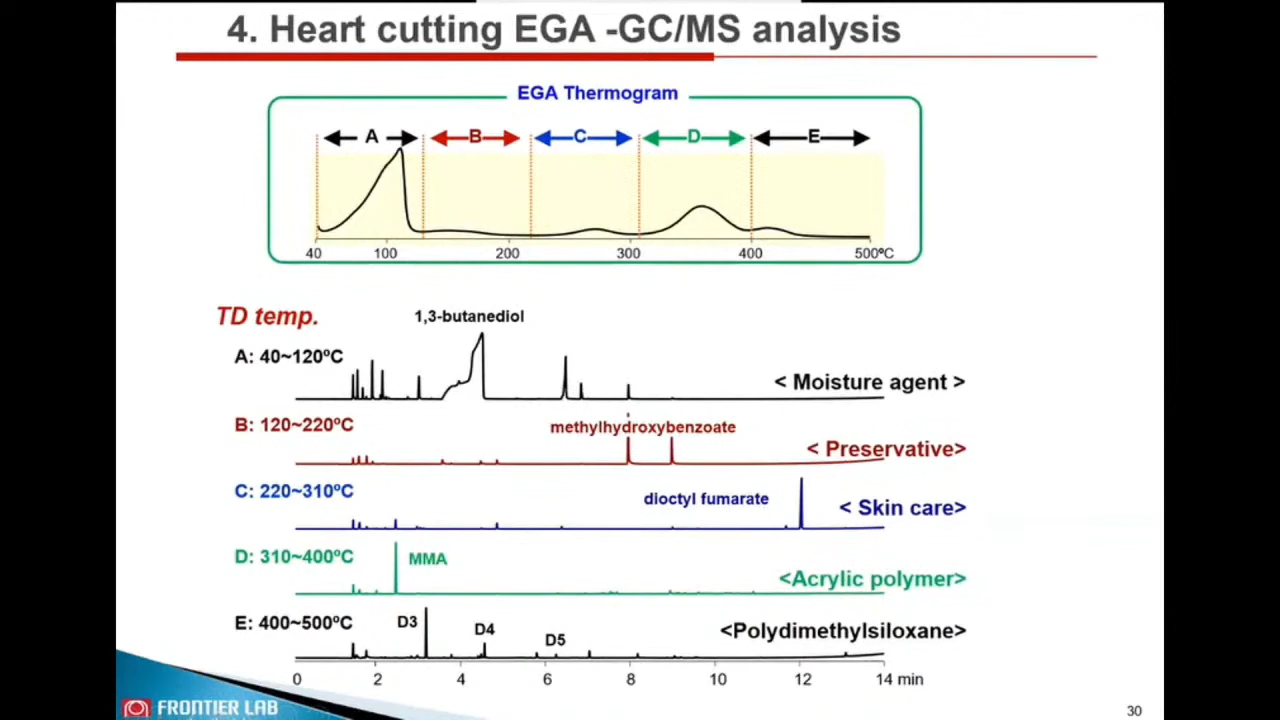 4. Heart cutting EGA -GC/MS analysis
EGA Thermogram
A B C D E
40 100 200 300 400 500ºC
TD temp.
1,3-butanediol
A: 40~120ºC
< Moisture agent >
B: 120~220ºC
methylhydroxybenzoate
< Preservative>
C: 220~310ºC
dioctyl fumarate
< Skin care>
D: 310~400ºC
MMA
<Acrylic polymer>
E: 400~500ºC
D3 D4 D5
<Polydimethylsiloxane>
0 2 4 6 8 10 12 14 min
FRONTIER LAB
30